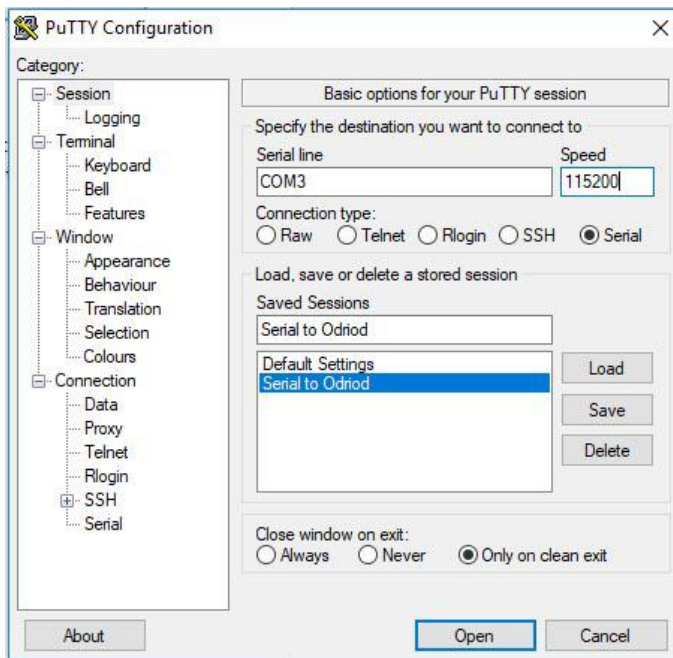 PuTTY Configuration
Category:
Session
Logging
Terminal
Keyboard
Bell
Features
Window
Appearance
Behaviour
Translation
Selection
Colours
Connection
Data
Proxy
Telnet
Rlogin
SSH
Serial
Basic options for your PuTTY session
Specify the destination you want to connect to
Serial line Speed
COM3 115200
Connection type:
Raw Telnet Rlogin SSH Serial
Load, save or delete a stored session
Saved Sessions
Serial to Odriod
Default Settings
Serial to Odriod
Load
Save
Delete
Close window on exit:
Always Never Only on clean exit
About Open Cancel